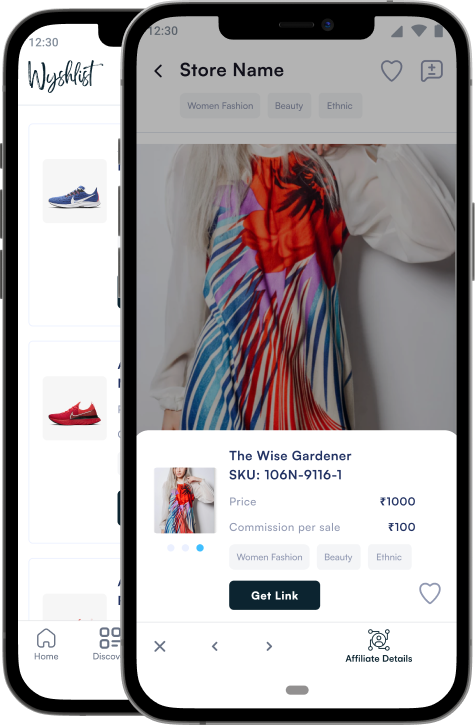 12:30
Wyshlist
Home
12:30
Store Name
Women Fashion Beauty Ethnic
The Wise Gardener
SKU: 106N-9116-1
Price ₹1000
Commission per sale ₹100
Women Fashion Beauty Ethnic
Get Link
Affiliate Details